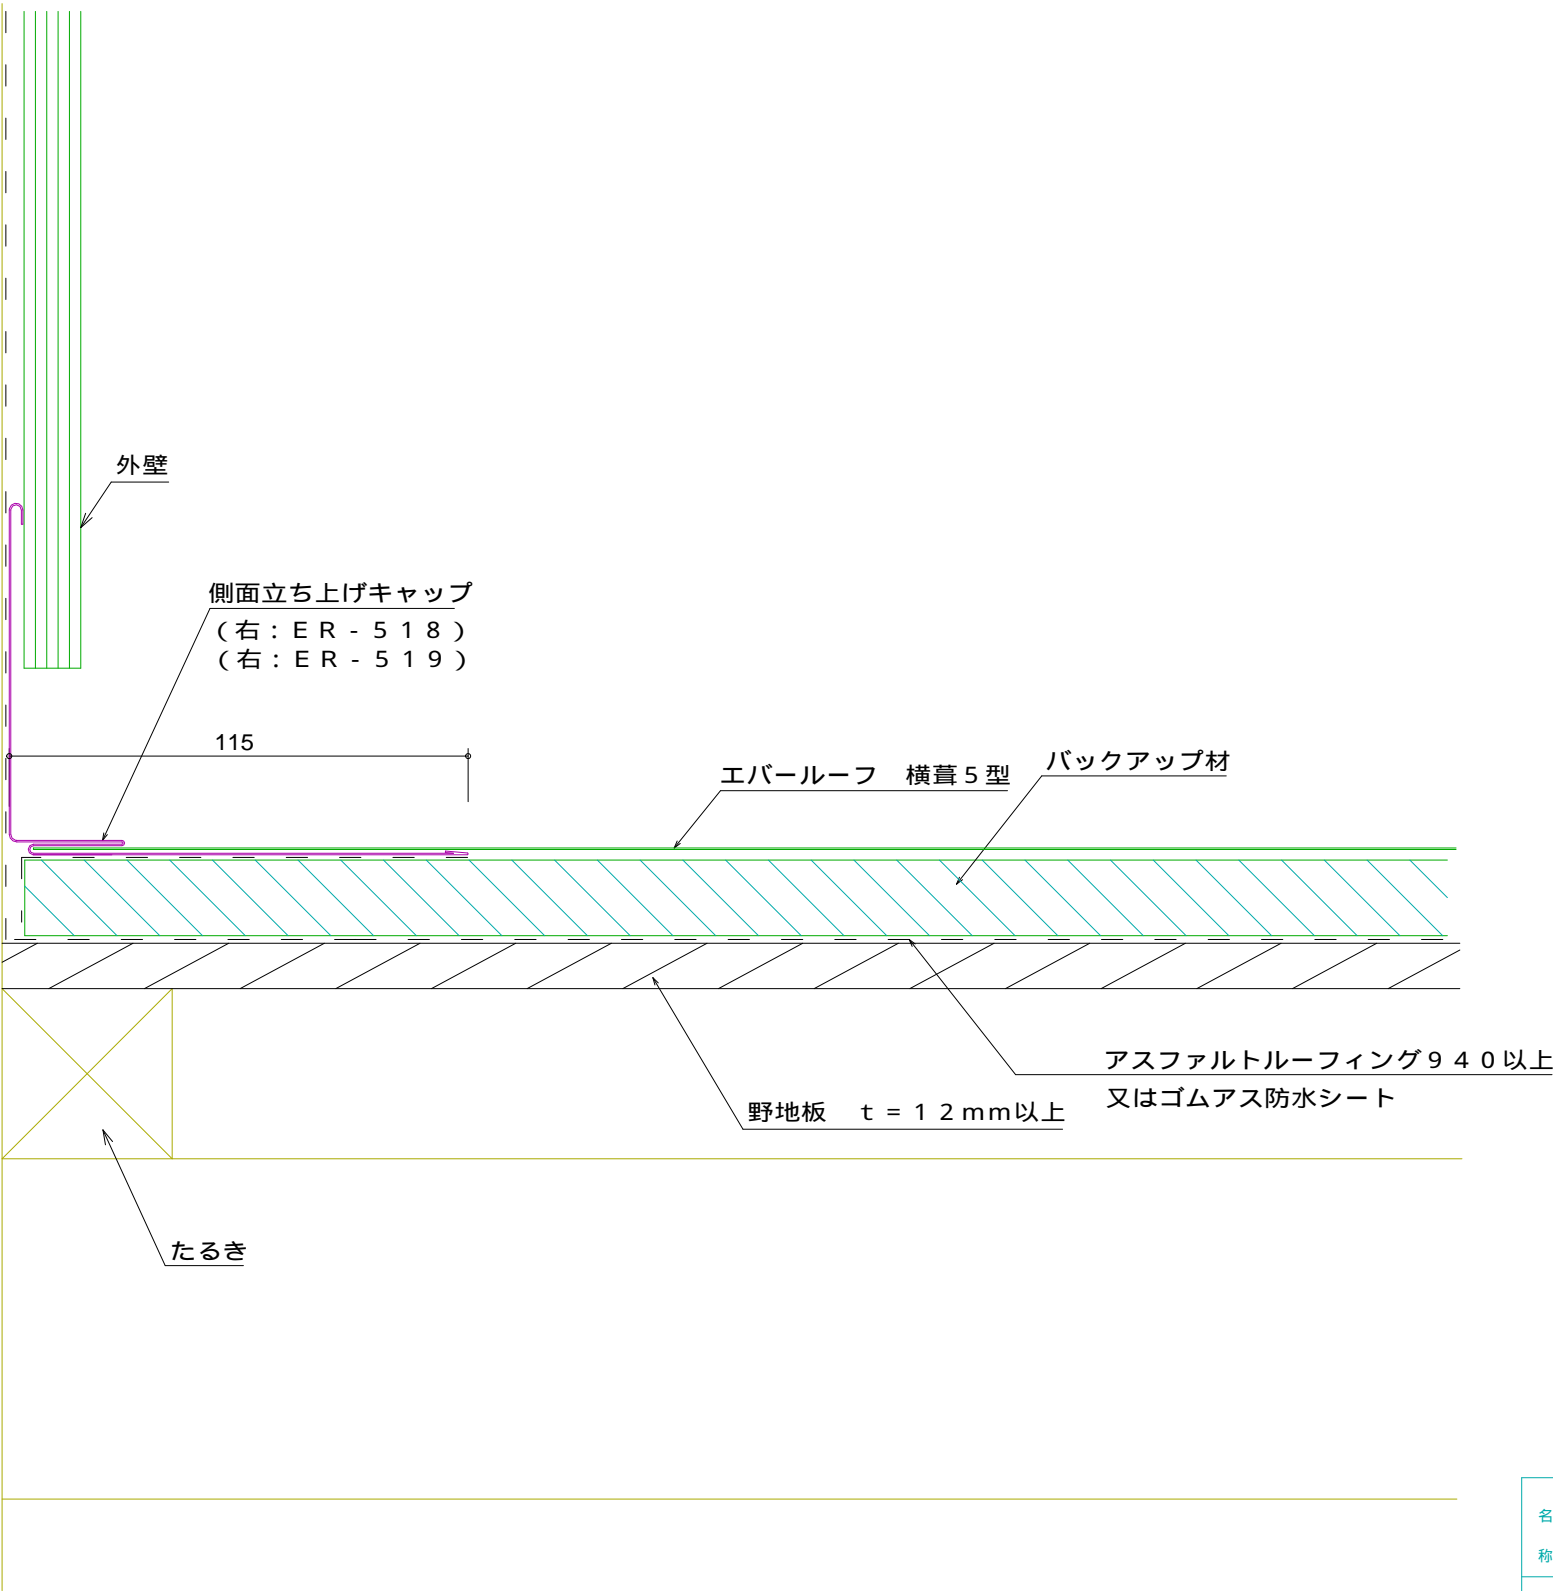 外壁
側面立ち上げキャップ
(右:ER-518)
(右:ER-519)
115
エバールーフ　横葺5型
バックアップ材
アスファルトルーフィング940以上
又はゴムアス防水シート
野地板　t=12mm以上
たるき
名
称